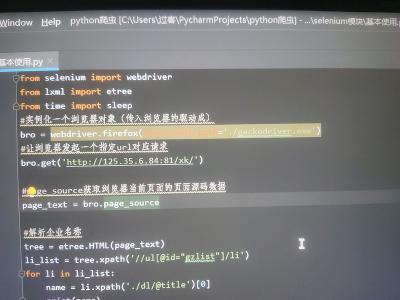 Window Help python爬虫 [C:\Users\过客\PycharmProjects\python爬虫] - ...\selenium模块\基本使用.py
基本使用.py
from selenium import webdriver
from lxml import etree
from time import sleep
#实例化一个浏览器对象（传入浏览器的驱动成）
bro = webdriver.firefox( ='./geckodriver.exe')
#让浏览器发起一个指定url对应请求
bro.get('http://125.35.6.84:81/xk/')
#page_source获取浏览器当前页面的页面源码数据
page_text = bro.page_source
#解析企业名称
tree = etree.HTML(page_text)
li_list = tree.xpath('//ul[@id="gzlist"]/li')
for li in li_list:
name = li.xpath('./dl/@title')[0]
print(name)